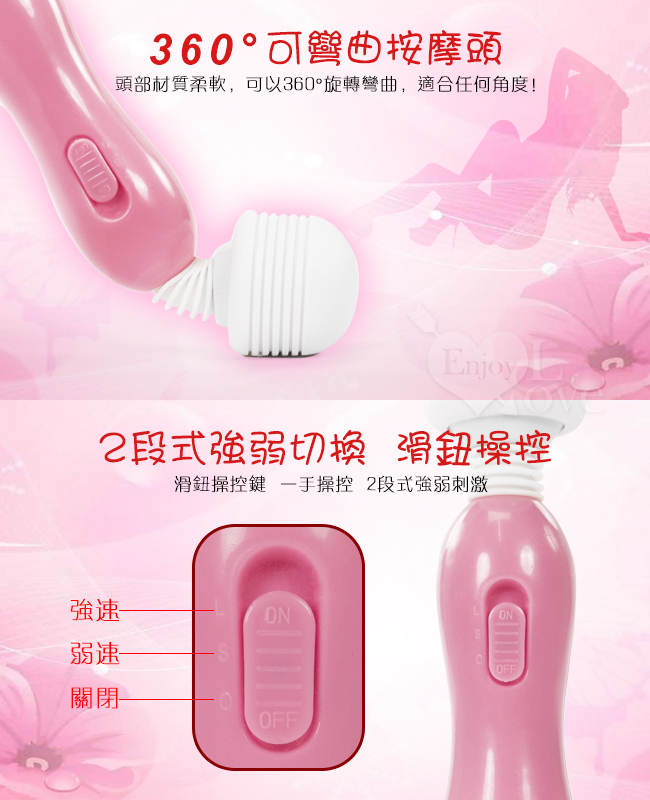 360°可彎曲按摩頭
頭部材質柔軟，可以360°旋轉彎曲，適合任何角度!
Enjoy L
Love
2段式強弱切換 滑鈕操控
滑鈕操控鍵 一手操控 2段式強弱刺激
強速 L ON
弱速 S
關閉 O OFF
L ON
S
O OFF